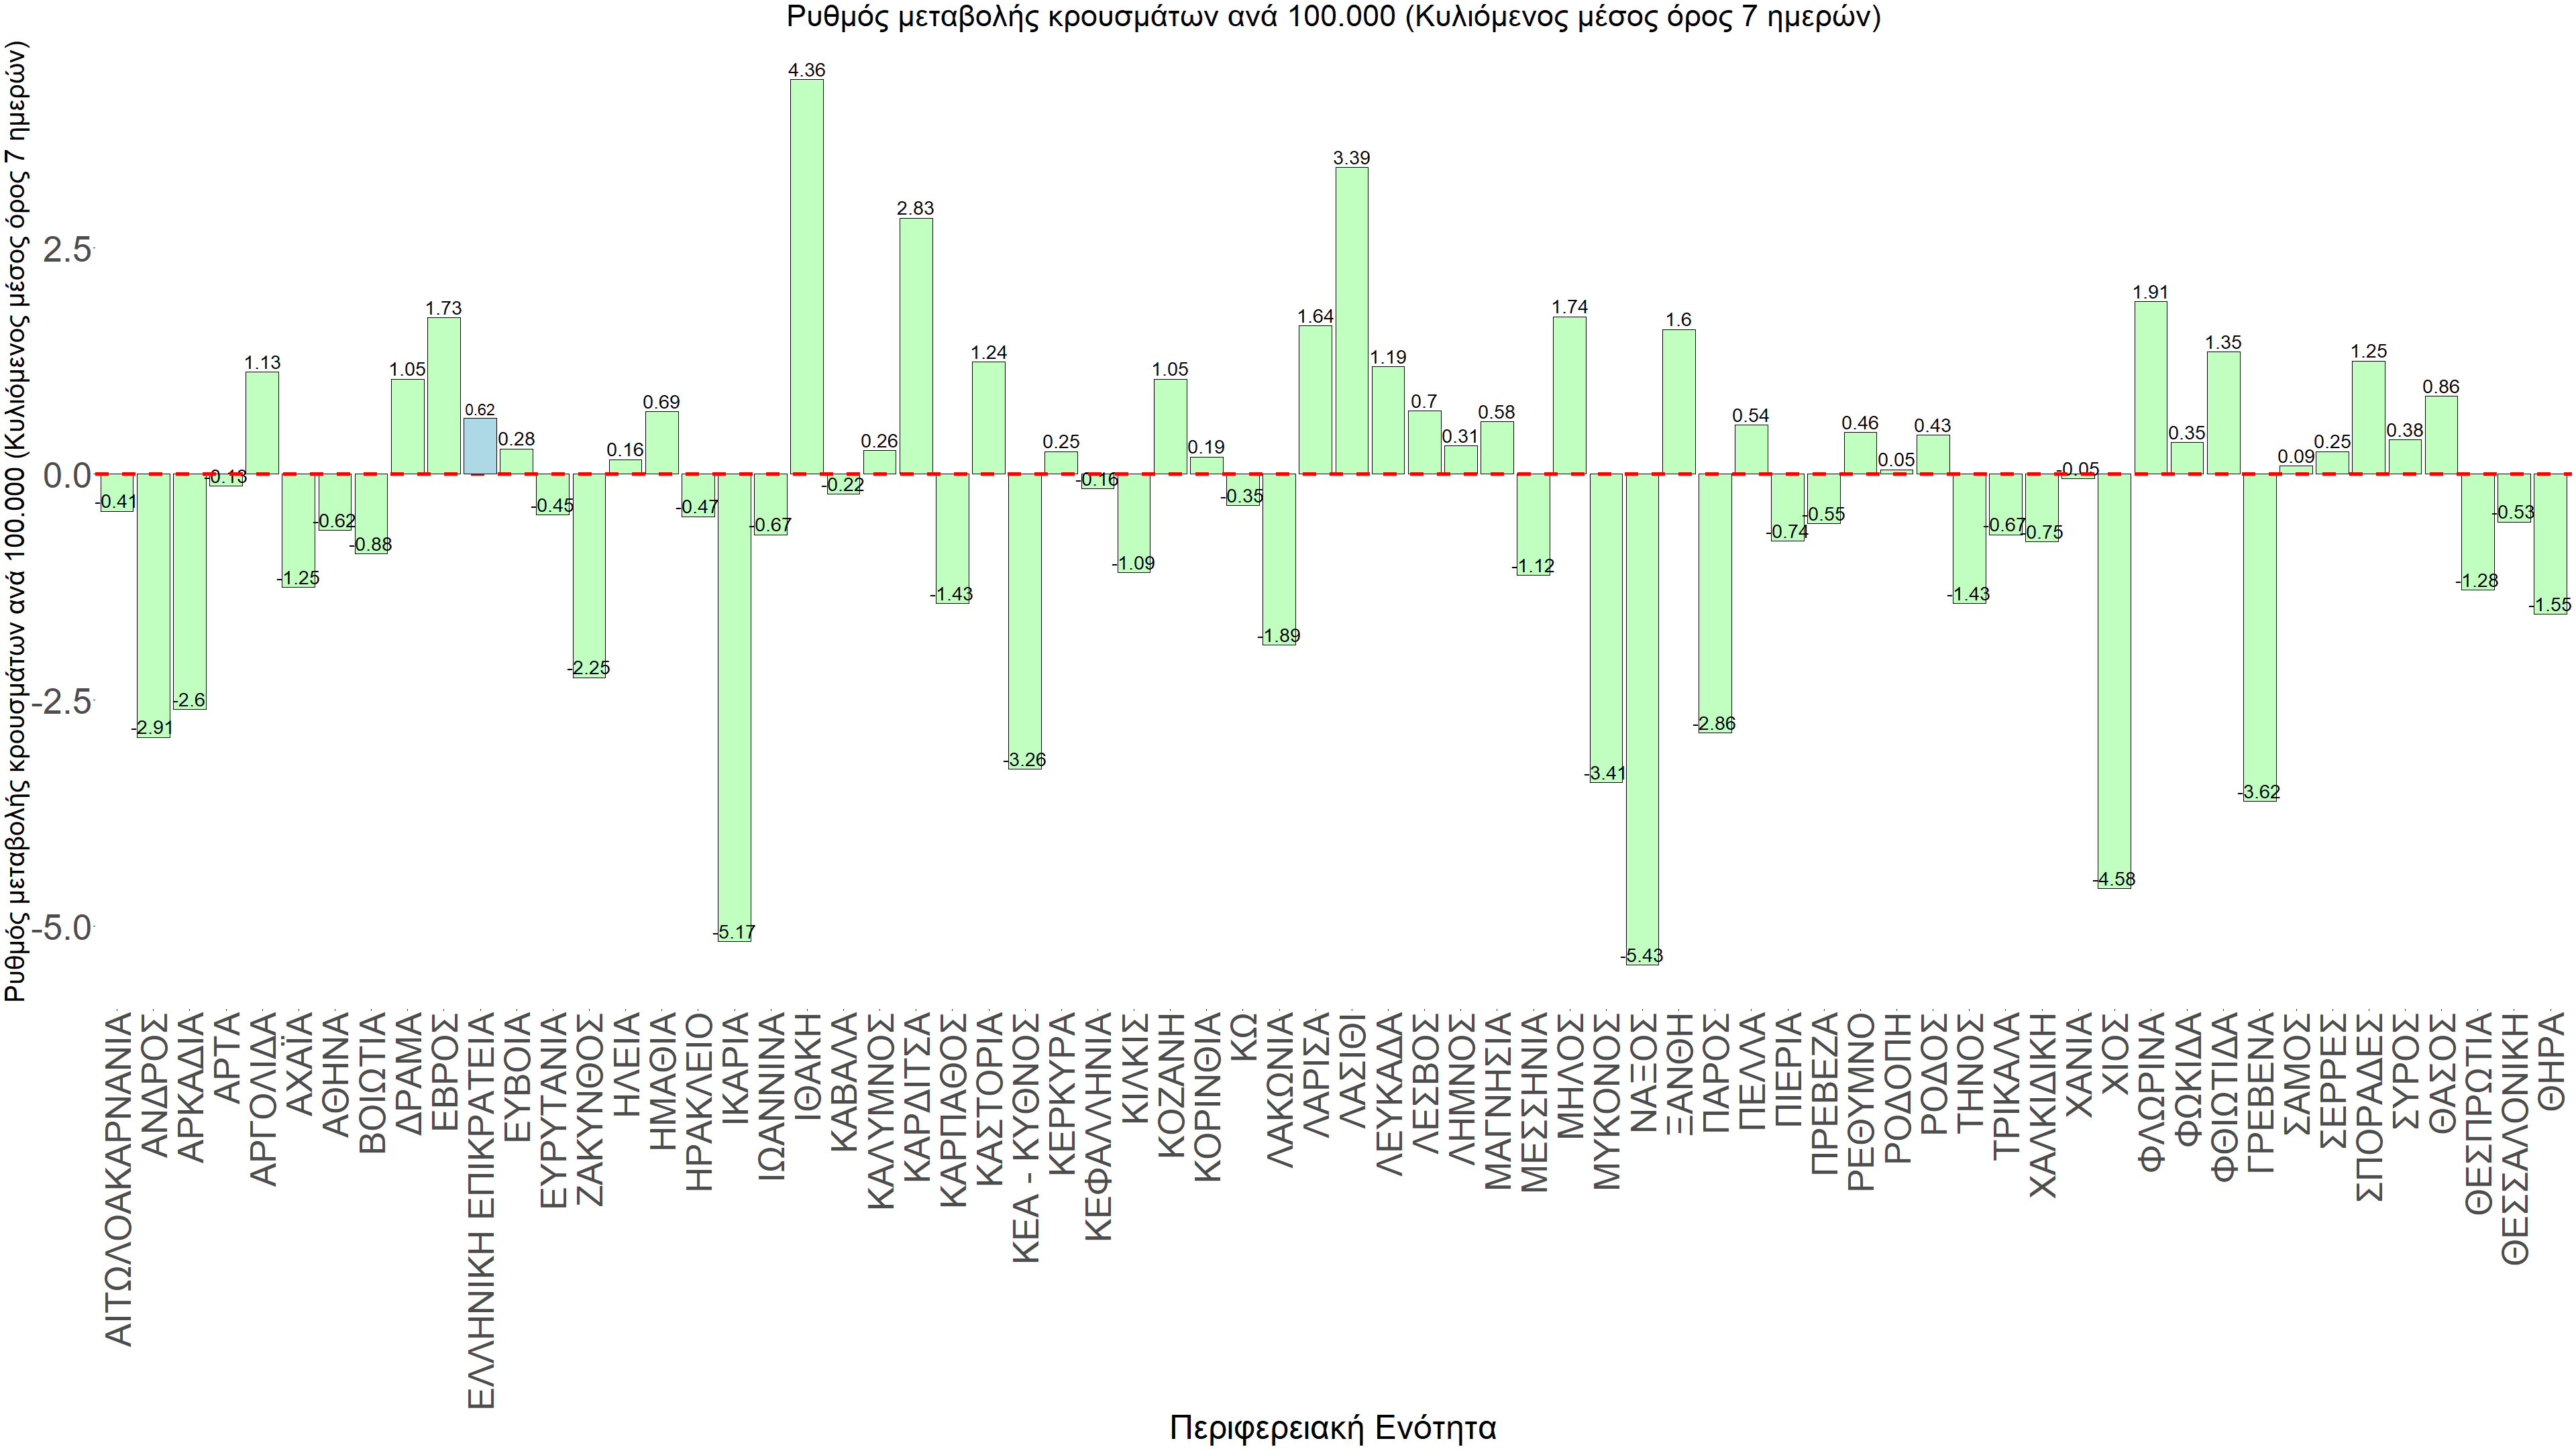 Ρυθμός μεταβολής κρουσμάτων ανά 100.000 (Κυλιόμενος μέσος όρος 7 ημερών)
Ρυθμός μεταβολής κρουσμάτων ανά 100.000 (Κυλιόμενος μέσος όρος 7 ημερών)
2.5
0.0
-2.5
-5.0
-0.41
-2.91
-2.6
-0.13
1.13
-1.25
-0.62
-0.88
1.05
1.73
0.62
0.28
-0.45
-2.25
0.16
0.69
-0.47
-5.17
-0.67
4.36
-0.22
0.26
2.83
-1.43
1.24
-3.26
0.25
-0.16
-1.09
1.05
0.19
-0.35
-1.89
1.64
3.39
1.19
0.7
0.31
0.58
-1.12
1.74
-3.41
-5.43
1.6
-2.86
0.54
-0.74
-0.55
0.46
0.05
0.43
-1.43
-0.67
-0.75
-0.05
-4.58
1.91
0.35
1.35
-3.62
0.09
0.25
1.25
0.38
0.86
-1.28
-0.53
-1.55
ΑΙΤΩΛΟΑΚΑΡΝΑΝΙΑ
ΑΝΔΡΟΣ
ΑΡΚΑΔΙΑ
ΑΡΤΑ
ΑΡΓΟΛΙΔΑ
ΑΧΑΪΑ
ΑΘΗΝΑ
ΒΟΙΩΤΙΑ
ΔΡΑΜΑ
ΕΒΡΟΣ
ΕΛΛΗΝΙΚΗ ΕΠΙΚΡΑΤΕΙΑ
ΕΥΒΟΙΑ
ΕΥΡΥΤΑΝΙΑ
ΖΑΚΥΝΘΟΣ
ΗΛΕΙΑ
ΗΜΑΘΙΑ
ΗΡΑΚΛΕΙΟ
ΙΚΑΡΙΑ
ΙΩΑΝΝΙΝΑ
ΙΘΑΚΗ
ΚΑΒΑΛΑ
ΚΑΛΥΜΝΟΣ
ΚΑΡΔΙΤΣΑ
ΚΑΡΠΑΘΟΣ
ΚΑΣΤΟΡΙΑ
ΚΕΑ - ΚΥΘΝΟΣ
ΚΕΡΚΥΡΑ
ΚΕΦΑΛΛΗΝΙΑ
ΚΙΛΚΙΣ
ΚΟΖΑΝΗ
ΚΟΡΙΝΘΙΑ
ΚΩ
ΛΑΚΩΝΙΑ
ΛΑΡΙΣΑ
ΛΑΣΙΘΙ
ΛΕΥΚΑΔΑ
ΛΕΣΒΟΣ
ΛΗΜΝΟΣ
ΜΑΓΝΗΣΙΑ
ΜΕΣΣΗΝΙΑ
ΜΗΛΟΣ
ΜΥΚΟΝΟΣ
ΝΑΞΟΣ
ΞΑΝΘΗ
ΠΑΡΟΣ
ΠΕΛΛΑ
ΠΙΕΡΙΑ
ΠΡΕΒΕΖΑ
ΡΕΘΥΜΝΟ
ΡΟΔΟΠΗ
ΡΟΔΟΣ
ΤΗΝΟΣ
ΤΡΙΚΑΛΑ
ΧΑΛΚΙΔΙΚΗ
ΧΑΝΙΑ
ΧΙΟΣ
ΦΛΩΡΙΝΑ
ΦΩΚΙΔΑ
ΦΘΙΩΤΙΔΑ
ΓΡΕΒΕΝΑ
ΣΑΜΟΣ
ΣΕΡΡΕΣ
ΣΠΟΡΑΔΕΣ
ΣΥΡΟΣ
ΘΑΣΟΣ
ΘΕΣΠΡΩΤΙΑ
ΘΕΣΣΑΛΟΝΙΚΗ
ΘΗΡΑ
Περιφερειακή Ενότητα